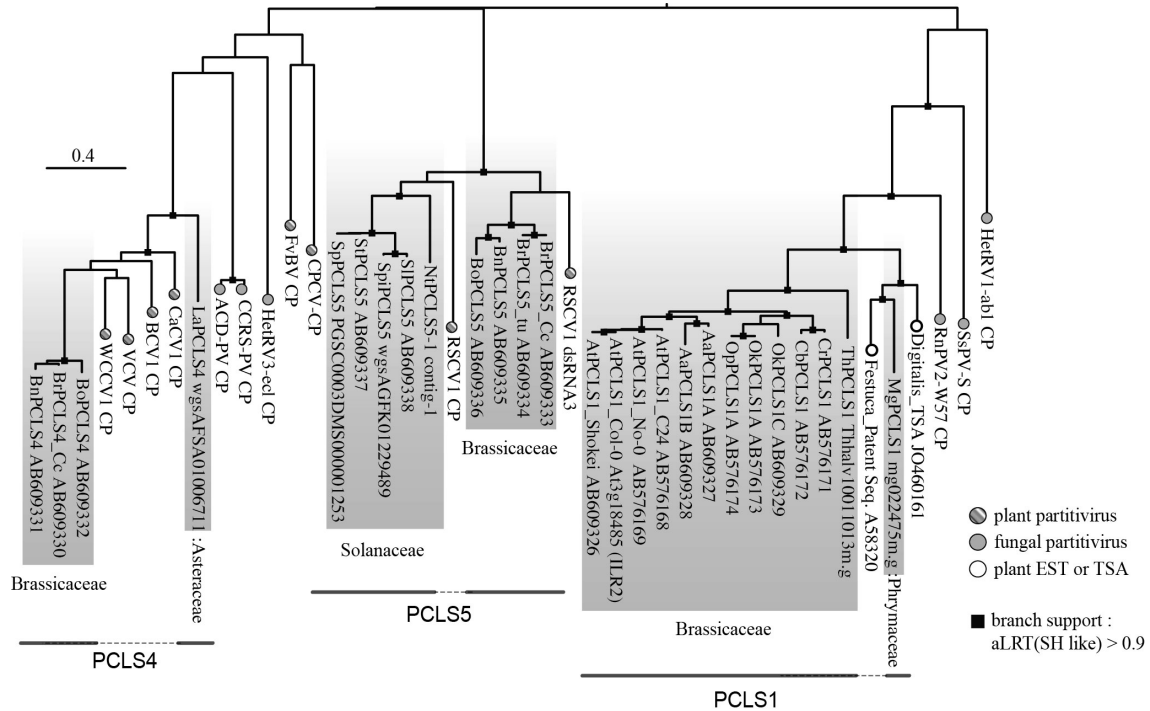 0.4
BnPCLS4 AB609331
BrPCLS4_Cc AB609330
BoPCLS4 AB609332
WCCV1 CP
VCV CP
BCV1 CP
CaCV1 CP
LaPCLS4 wgsAFSA01006711 :Asteraceae
ACD-PV CP
CCRS-PV CP
HetRV3-ecl CP
FvBV CP
CPCV-CP
SpPCLS5 PGSC0003DMS000001253
StPCLS5 AB609337
SpiPCLS5 wgsAGFK01229489
SlPCLS5 AB609338
NtPCLS5-1 contig-1
RSCV1 CP
BoPCLS5 AB609336
BnPCLS5 AB609335
BrPCLS5_tu AB609334
BrPCLS5_Cc AB609333
RSCV1 dsRNA3
AtPCLS1_Shokei AB609326
AtPCLS1_Col-0 At3g18485 (ILR2)
AtPCLS1_No-0 AB576169
AtPCLS1_C24 AB576168
AaPCLS1B AB609328
AaPCLS1A AB609327
OpPCLS1A AB576174
OkPCLS1A AB576173
OkPCLS1C AB609329
CbPCLS1 AB576172
CrPCLS1 AB576171
ThPCLS1 Thhalv10011013m.g
Festuca_Patent Seq. A58320
MgPCLS1 mg022475m.g :Phrymaceae
Digitalis_TSA JO460161
RnPV2-W57 CP
SsPV-S CP
HetRV1-ab1 CP
Brassicaceae
Solanaceae
Brassicaceae
Brassicaceae
PCLS4
PCLS5
PCLS1
plant partitivirus
fungal partitivirus
plant EST or TSA
branch support :
aLRT(SH like) > 0.9